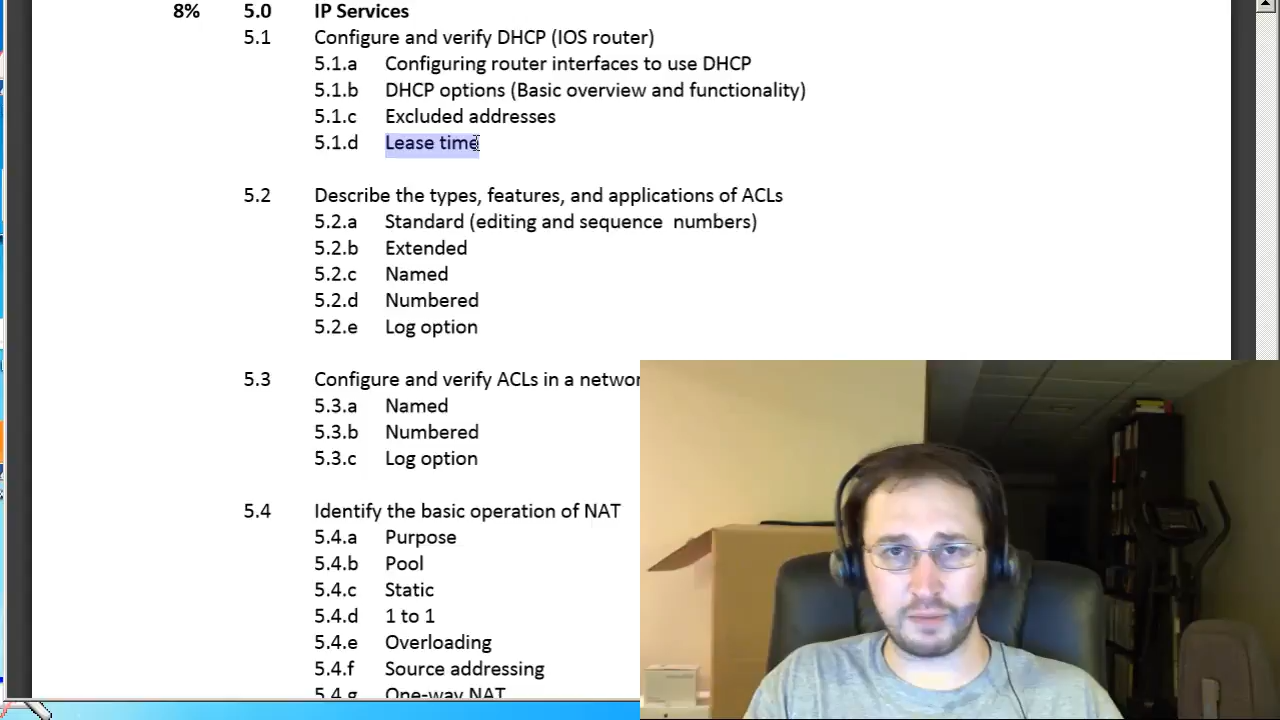 8% 5.0 IP Services
5.1 Configure and verify DHCP (IOS router)
5.1.a Configuring router interfaces to use DHCP
5.1.b DHCP options (Basic overview and functionality)
5.1.c Excluded addresses
5.1.d Lease time
5.2 Describe the types, features, and applications of ACLs
5.2.a Standard (editing and sequence numbers)
5.2.b Extended
5.2.c Named
5.2.d Numbered
5.2.e Log option
5.3 Configure and verify ACLs in a networ
5.3.a Named
5.3.b Numbered
5.3.c Log option
5.4 Identify the basic operation of NAT
5.4.a Purpose
5.4.b Pool
5.4.c Static
5.4.d 1 to 1
5.4.e Overloading
5.4.f Source addressing
5.4.g One-way NAT